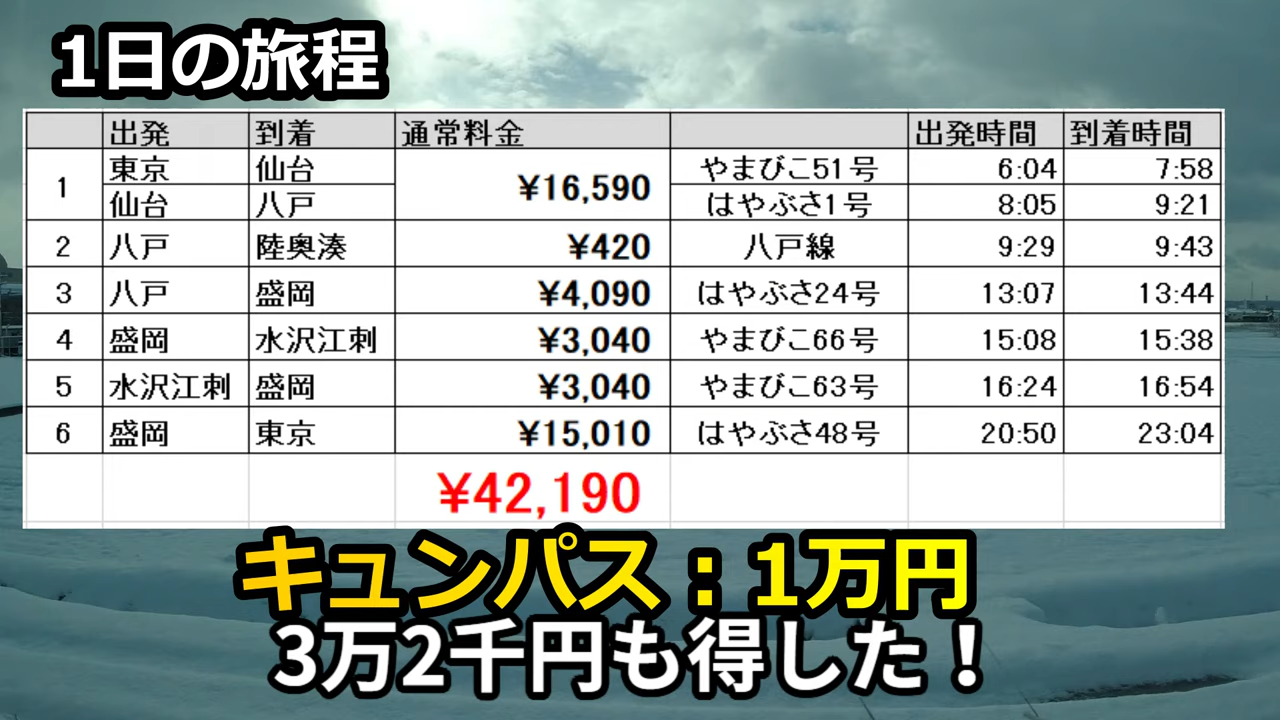 1日の旅程
出発 到着 通常料金 出発時間 到着時間
1 東京 仙台 ¥16,590 やまびこ51号 6:04 7:58
仙台 八戸 はやぶさ1号 8:05 9:21
2 八戸 陸奥湊 ¥420 八戸線 9:29 9:43
3 八戸 盛岡 ¥4,090 はやぶさ24号 13:07 13:44
4 盛岡 水沢江刺 ¥3,040 やまびこ66号 15:08 15:38
5 水沢江刺 盛岡 ¥3,040 やまびこ63号 16:24 16:54
6 盛岡 東京 ¥15,010 はやぶさ48号 20:50 23:04
¥42,190
キュンパス：1万円
3万2千円も得した！